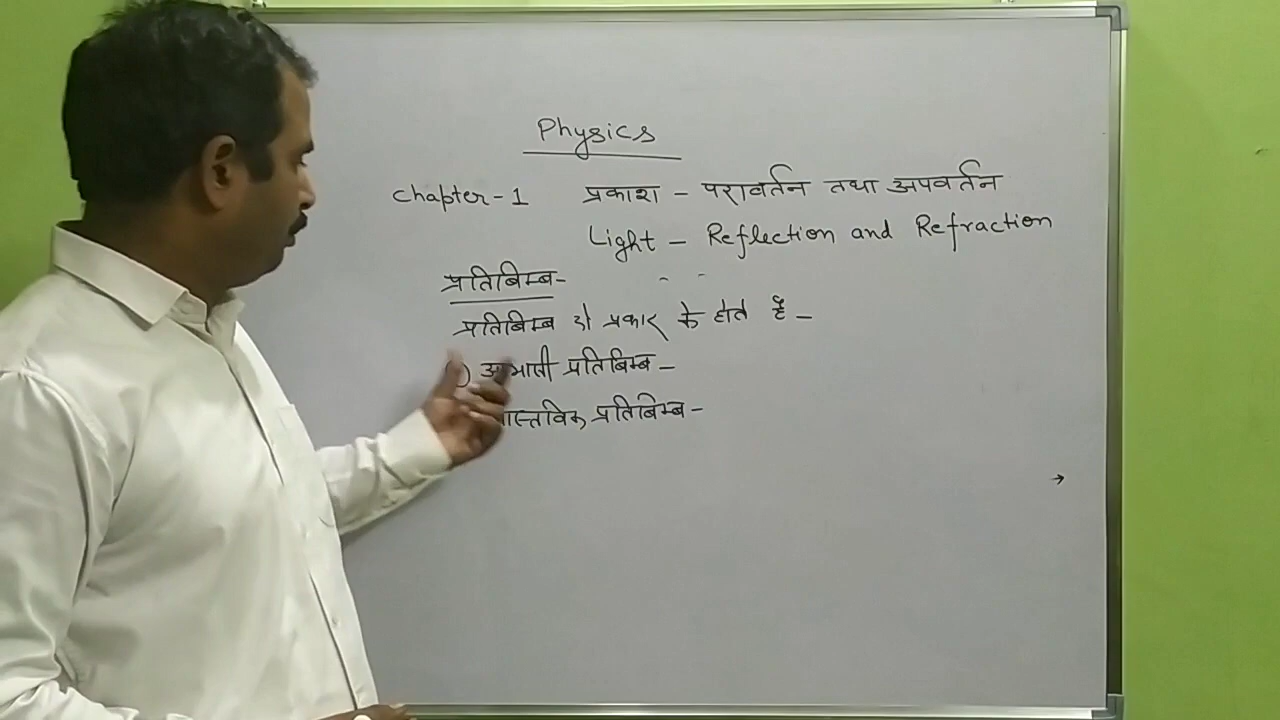 Physics
Chapter - 1 प्रकाश - परावर्तन तथा अपवर्तन
Light - Reflection and Refraction
प्रतिबिम्ब -
प्रतिबिम्ब दो प्रकार के होते हैं -
प्रतिबिम्ब -
प्रतिबिम्ब -